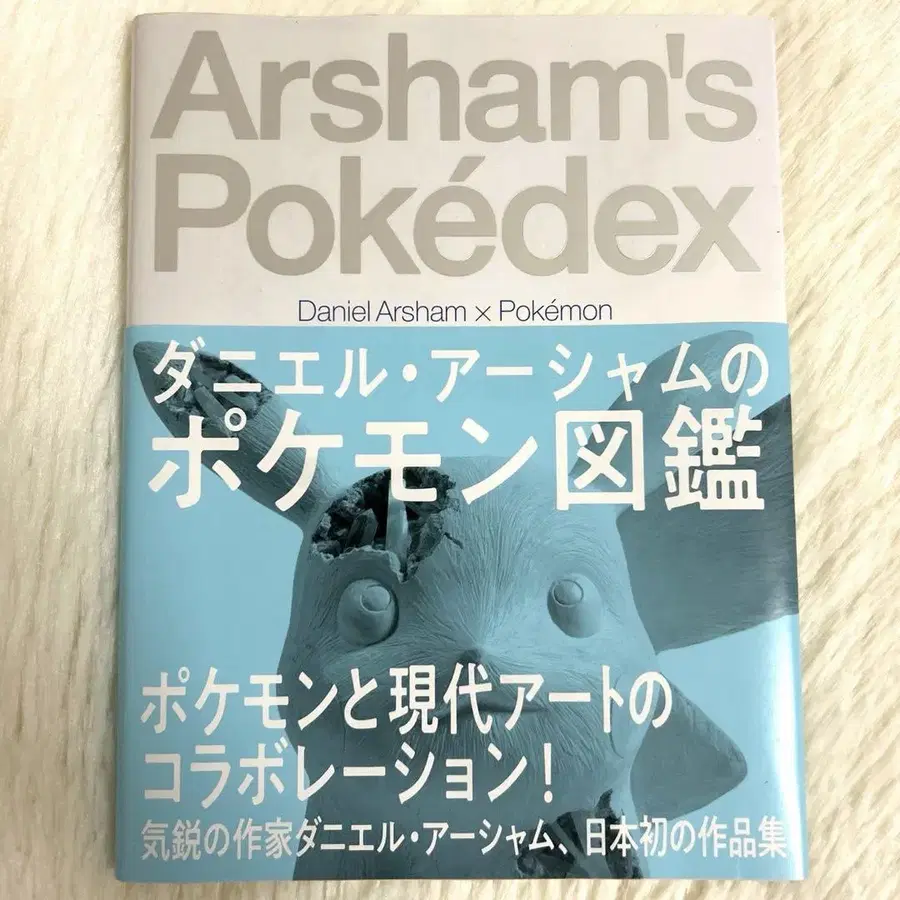 Arsham's
Pokédex
Daniel Arsham × Pokémon
ダニエル・アーシャムの
ポケモン図鑑
ポケモンと現代アートの
コラボレーション！
気鋭の作家ダニエル・アーシャム、日本初の作品集